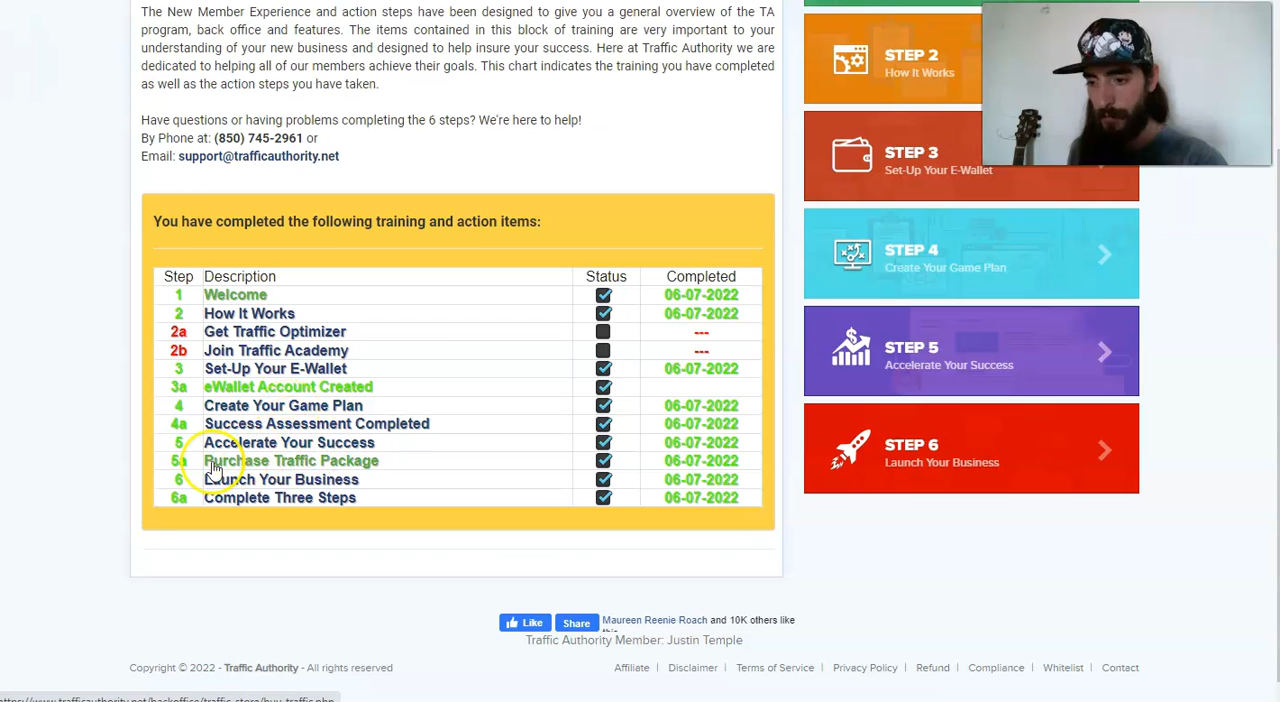 The New Member Experience and action steps have been designed to give you a general overview of the TA
program, back office and features. The items contained in this block of training are very important to your
understanding of your new business and designed to help insure your success. Here at Traffic Authority we are
dedicated to helping all of our members achieve their goals. This chart indicates the training you have completed
as well as the action steps you have taken.
Have questions or having problems completing the 6 steps? We're here to help!
By Phone at: (850) 745-2961 or
Email: support@trafficauthority.net
You have completed the following training and action items:
Step Description Status Completed
1 Welcome 06-07-2022
2 How It Works 06-07-2022
2a Get Traffic Optimizer ---
2b Join Traffic Academy ---
3 Set-Up Your E-Wallet 06-07-2022
3a eWallet Account Created
4 Create Your Game Plan 06-07-2022
4a Success Assessment Completed 06-07-2022
5 Accelerate Your Success 06-07-2022
5a Purchase Traffic Package 06-07-2022
6 Launch Your Business 06-07-2022
6a Complete Three Steps 06-07-2022
STEP 2
How It Works
STEP 3
Set-Up Your E-Wallet
STEP 4
Create Your Game Plan
STEP 5
Accelerate Your Success
STEP 6
Launch Your Business
Like Share Maureen Reenie Roach and 10K others like
this.
Traffic Authority Member: Justin Temple
Copyright © 2022 - Traffic Authority - All rights reserved
Affiliate | Disclaimer | Terms of Service | Privacy Policy | Refund | Compliance | Whitelist | Contact
https://www.trafficauthority.net/backoffice/traffic_store/buy_traffic.php